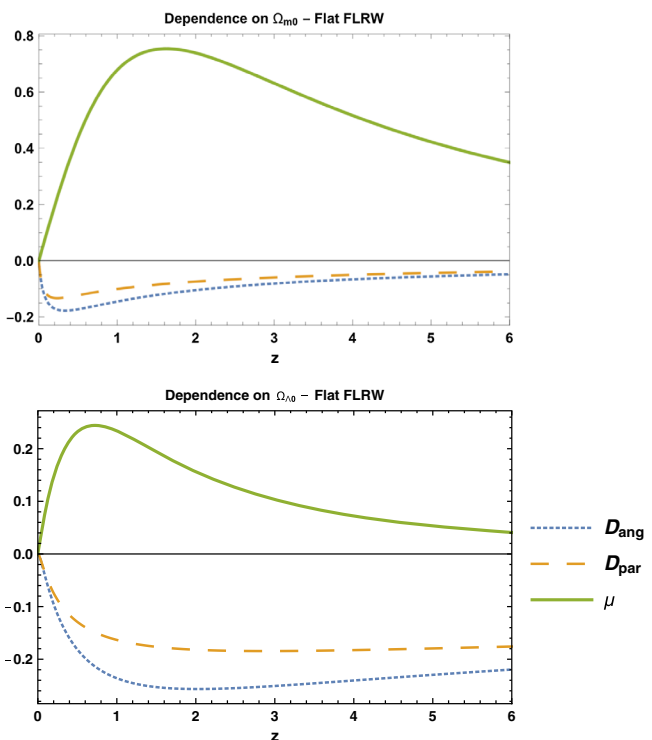 Dependence on Ωm0 – Flat FLRW
0.8
0.6
0.4
0.2
0.0
−0.2
0 1 2 3 4 5 6
z
Dependence on ΩΛ0 – Flat FLRW
0.2
0.1
0.0
−0.1
−0.2
0 1 2 3 4 5 6
z
Dang
Dpar
μ